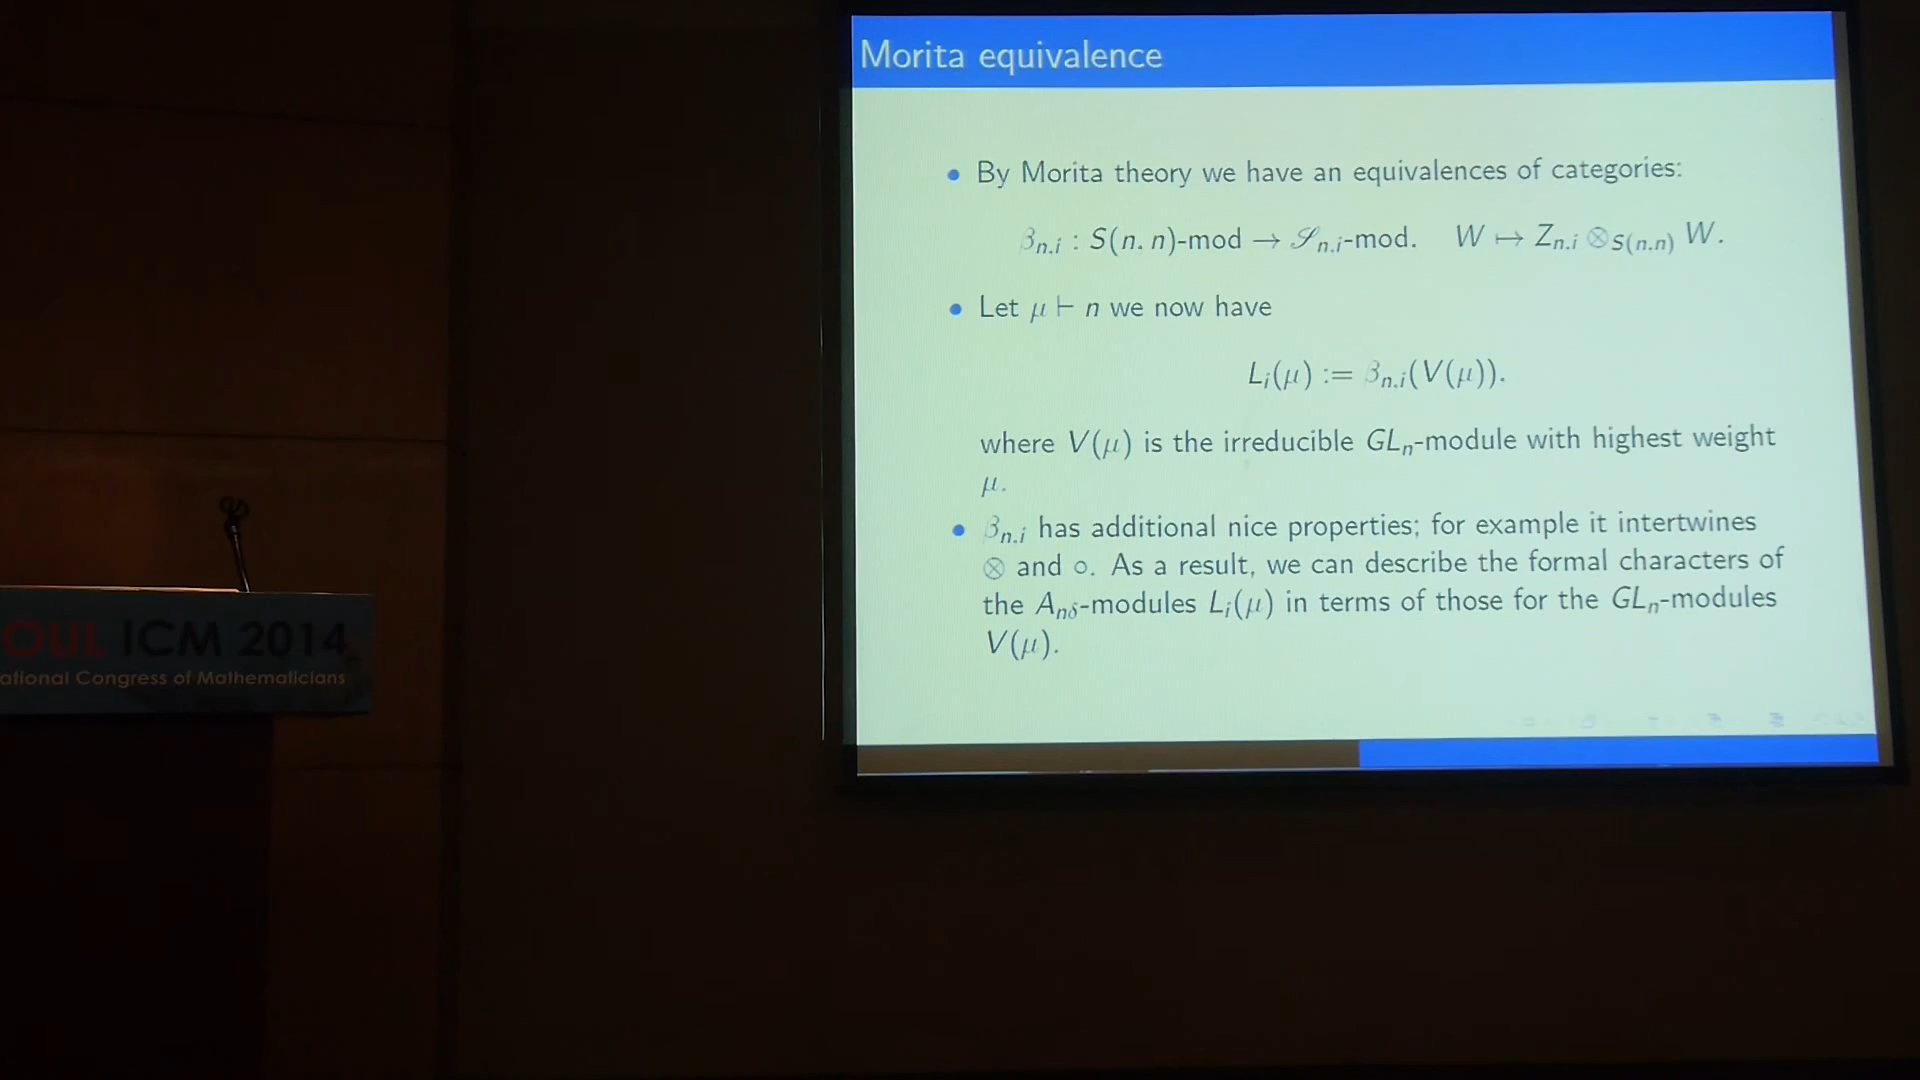 Morita equivalence
• By Morita theory we have an equivalences of categories:
βn,i : S(n, n)-mod → 𝒮n,i-mod, W ↦ Zn,i ⊗S(n,n) W.
• Let μ ⊢ n we now have
Li(μ) := βn,i(V(μ)).
where V(μ) is the irreducible GLn-module with highest weight
μ.
• βn,i has additional nice properties; for example it intertwines
⊗ and ∘. As a result, we can describe the formal characters of
the Anδ-modules Li(μ) in terms of those for the GLn-modules
V(μ).
OUL ICM 2014
ational Congress of Mathematicians